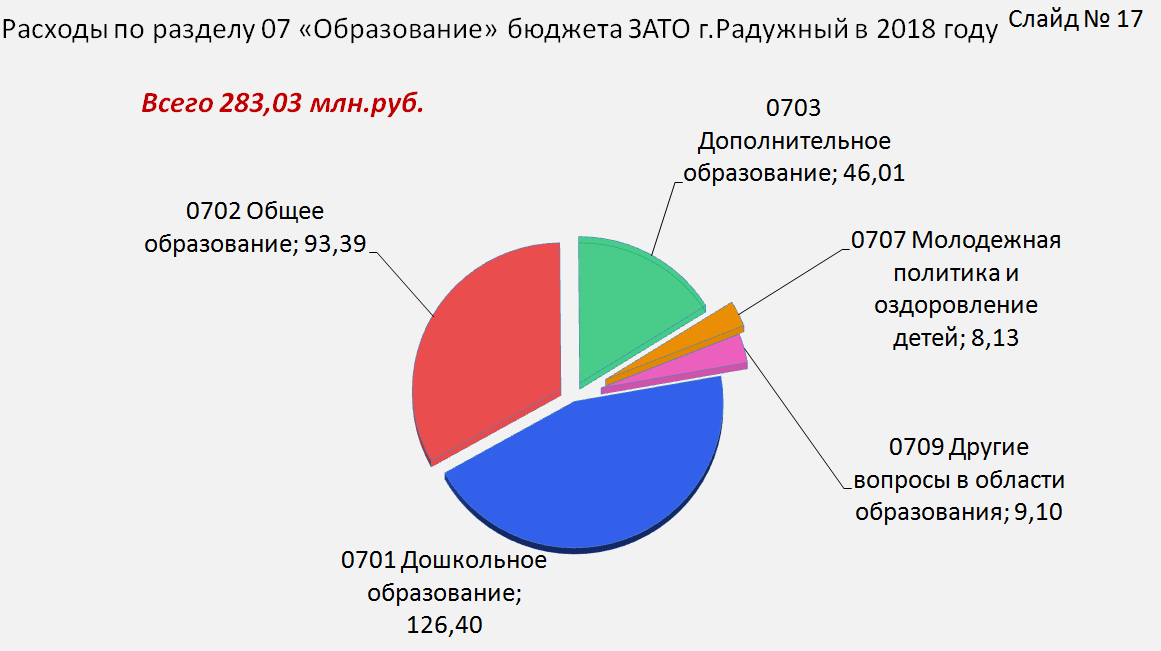 Расходы по разделу 07 «Образование» бюджета ЗАТО г.Радужный в 2018 году
Слайд № 17
Всего 283,03 млн.руб.
0703
Дополнительное
образование; 46,01
0702 Общее
образование; 93,39
0707 Молодежная
политика и
оздоровление
детей; 8,13
0709 Другие
вопросы в области
образования; 9,10
0701 Дошкольное
образование;
126,40